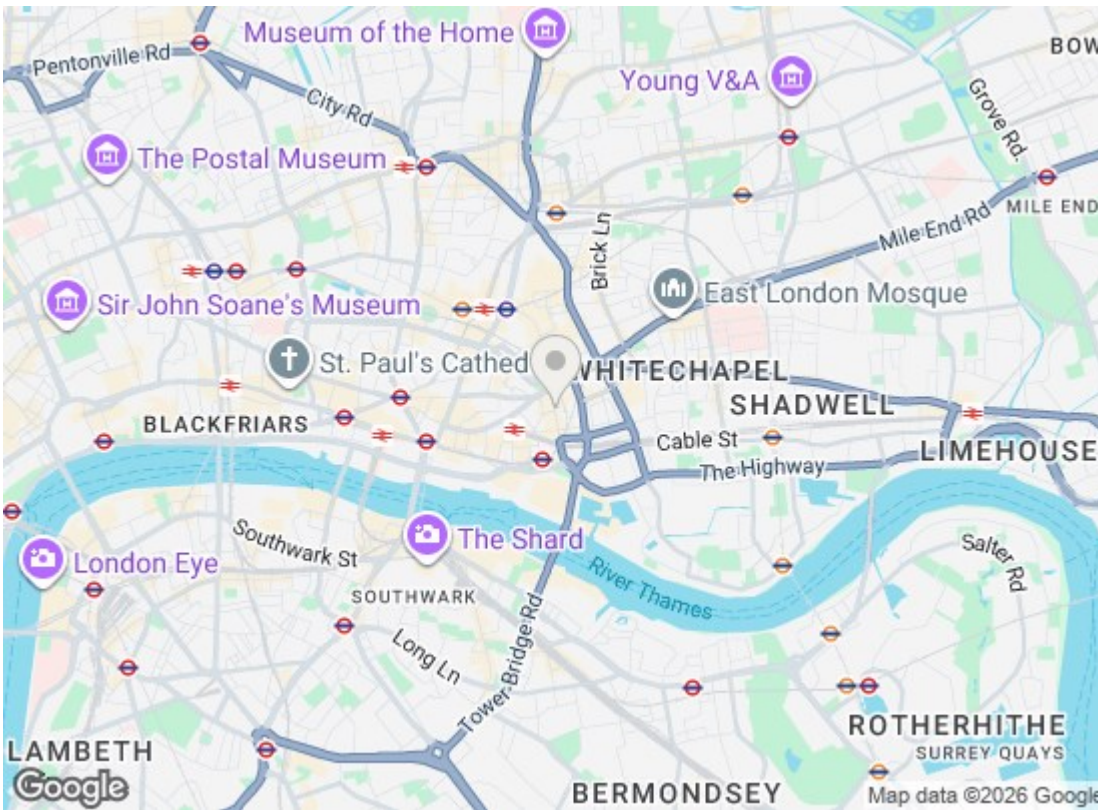 Museum of the Home
Pentonville Rd
Young V&A
BOW
City Rd
Grove Rd.
The Postal Museum
MILE END
Brick Ln
Mile End Rd
Sir John Soane's Museum
East London Mosque
St. Paul's Cathed
WHITECHAPEL
SHADWELL
BLACKFRIARS
Cable St
LIMEHOUSE
The Highway
The Shard
Southwark St
London Eye
River Thames
Salter Rd
SOUTHWARK
Long Ln
Tower Bridge Rd
ROTHERHITHE
SURREY QUAYS
LAMBETH
BERMONDSEY
Google
Map data ©2026 Google